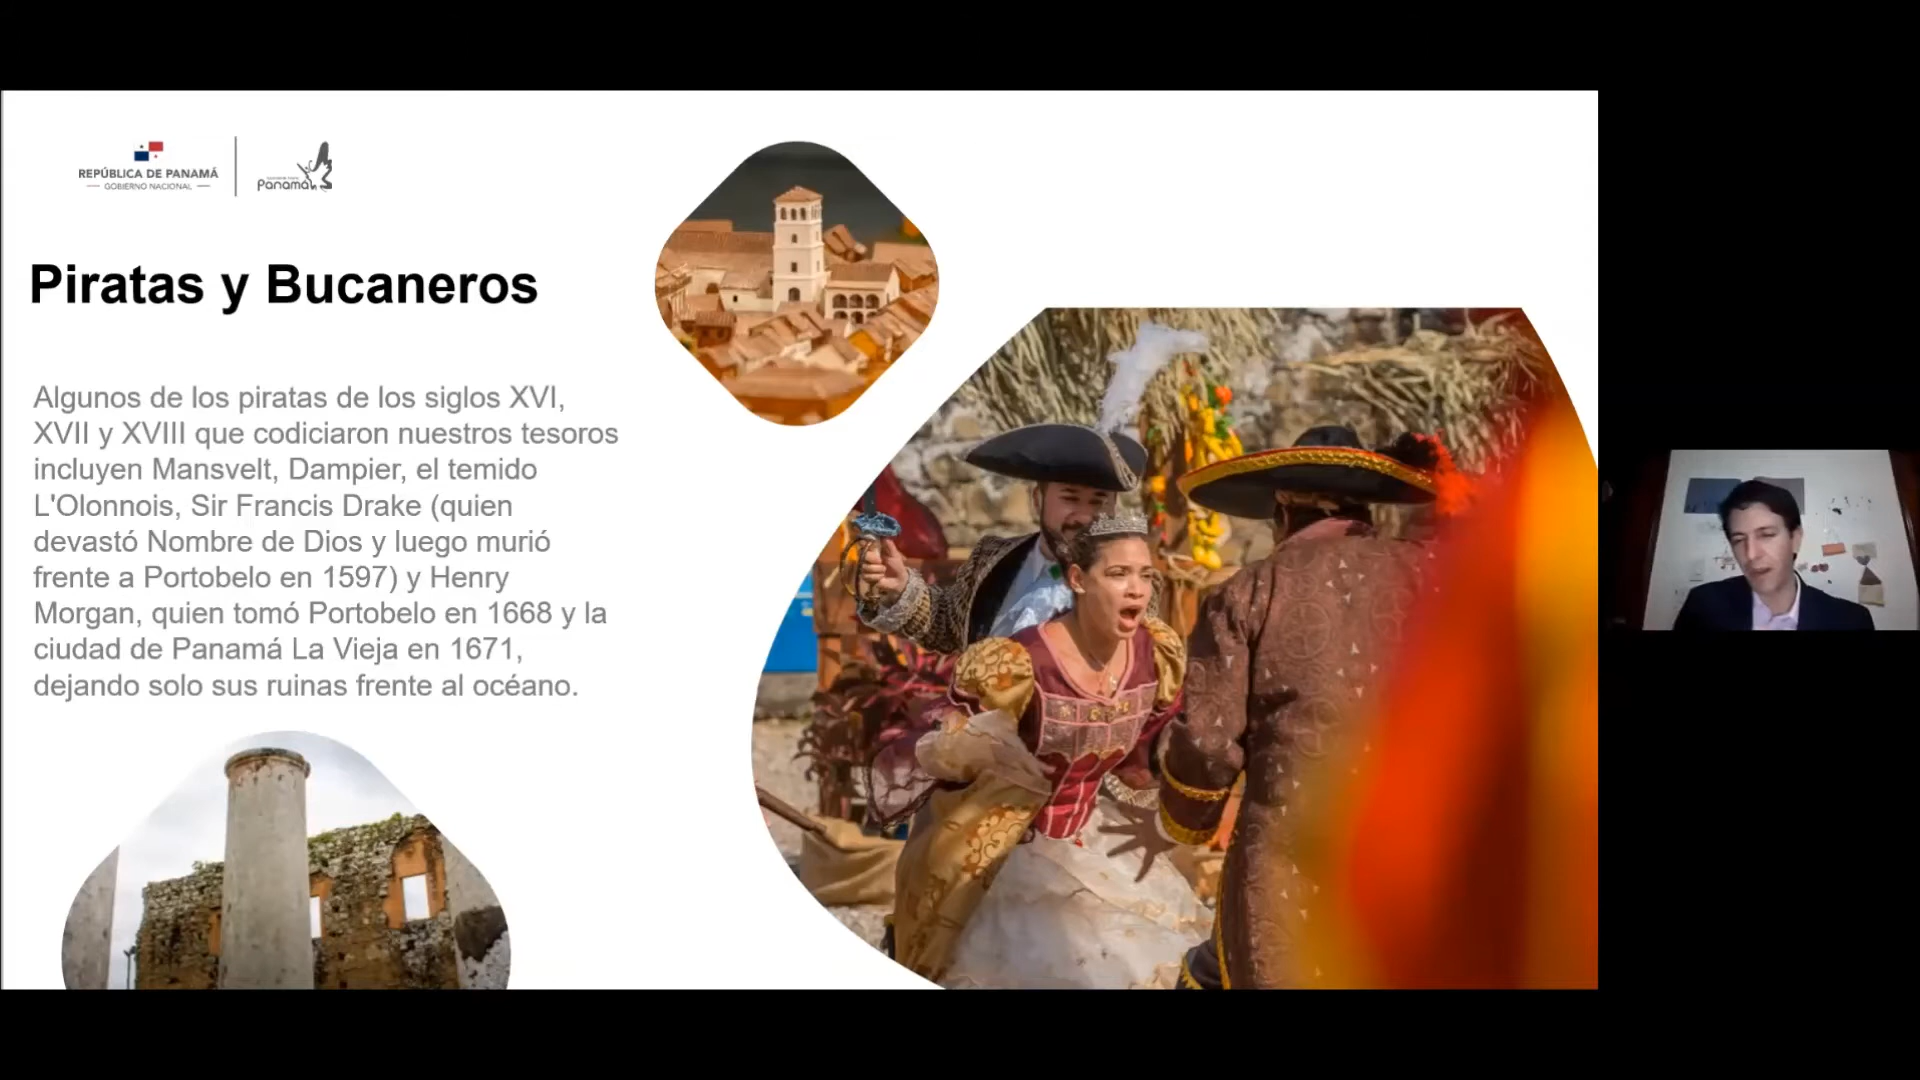 REPÚBLICA DE PANAMÁ
GOBIERNO NACIONAL
Panamá
Piratas y Bucaneros
Algunos de los piratas de los siglos XVI,
XVII y XVIII que codiciaron nuestros tesoros
incluyen Mansvelt, Dampier, el temido
L'Olonnois, Sir Francis Drake (quien
devastó Nombre de Dios y luego murió
frente a Portobelo en 1597) y Henry
Morgan, quien tomó Portobelo en 1668 y la
ciudad de Panamá La Vieja en 1671,
dejando solo sus ruinas frente al océano.